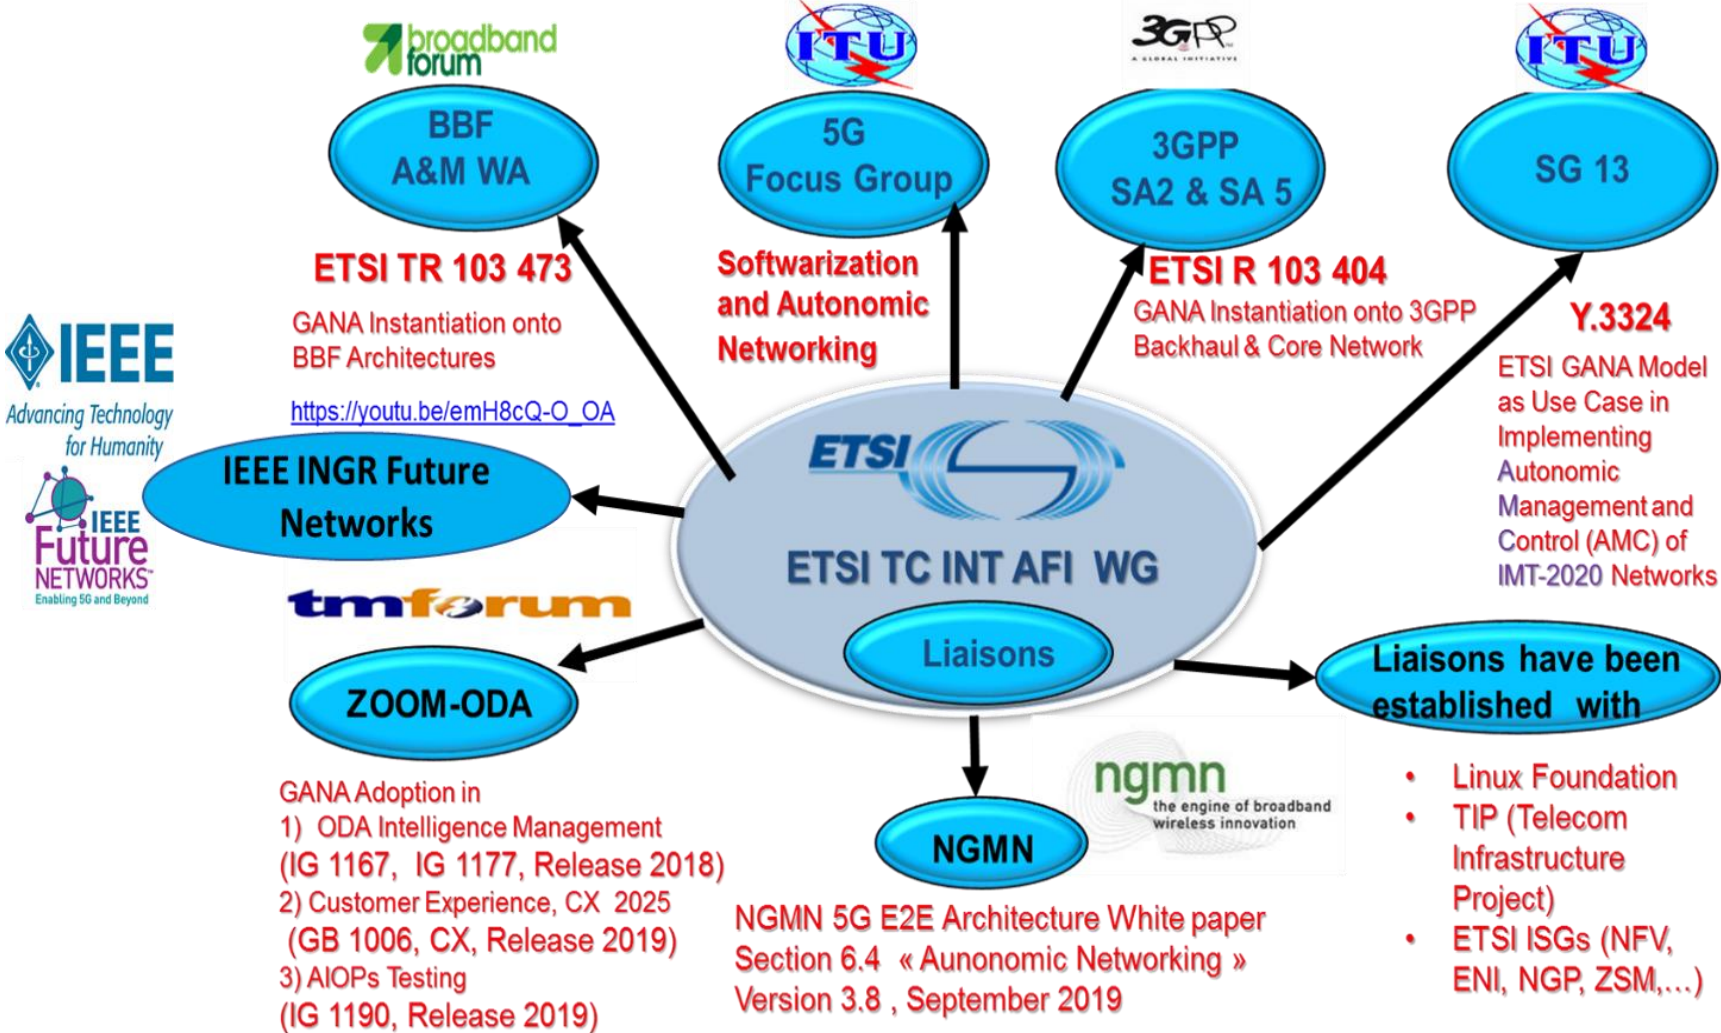 broadband
forum
ITU
3GPP
A GLOBAL INITIATIVE
ITU
BBF
A&M WA
5G
Focus Group
3GPP
SA2 & SA 5
SG 13
ETSI TR 103 473
GANA Instantiation onto
BBF Architectures
https://youtu.be/emH8cQ-O_OA
Softwarization
and Autonomic
Networking
ETSI R 103 404
GANA Instantiation onto 3GPP
Backhaul & Core Network
Y.3324
ETSI GANA Model
as Use Case in
Implementing
Autonomic
Management and
Control (AMC) of
IMT-2020 Networks
IEEE
Advancing Technology
for Humanity
IEEE
Future
NETWORKS™
Enabling 5G and Beyond
IEEE INGR Future
Networks
ETSI
ETSI TC INT AFI WG
Liaisons
tmforum
ZOOM-ODA
GANA Adoption in
1) ODA Intelligence Management
(IG 1167, IG 1177, Release 2018)
2) Customer Experience, CX 2025
(GB 1006, CX, Release 2019)
3) AIOPs Testing
(IG 1190, Release 2019)
ngmn
the engine of broadband
wireless innovation
NGMN
NGMN 5G E2E Architecture White paper
Section 6.4 « Aunonomic Networking »
Version 3.8 , September 2019
Liaisons have been
established with
• Linux Foundation
• TIP (Telecom
Infrastructure
Project)
• ETSI ISGs (NFV,
ENI, NGP, ZSM,…)